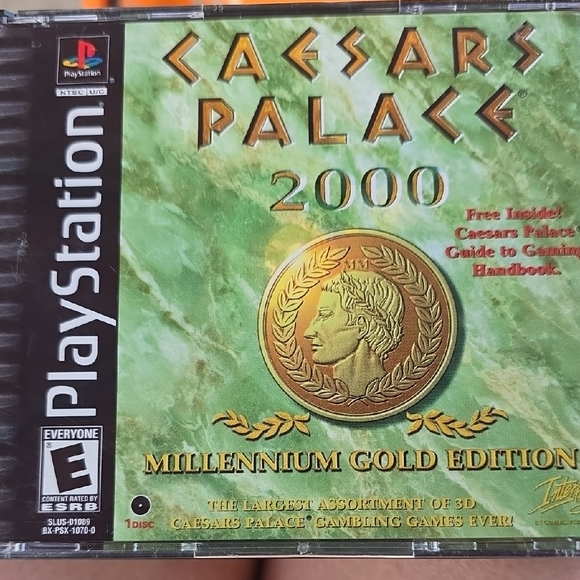 PlayStation
NTSC U/C
PlayStation
EVERYONE
E
CONTENT RATED BY
ESRB
SLUS-01089
BX-PSX-1070-0
CAESARS
PALACE®
2000
Free Inside!
Caesars Palace
Guide to Gaming
Handbook.
MM
MILLENNIUM GOLD EDITION
1 DISC
THE LARGEST ASSORTMENT OF 3D
CAESARS PALACE® GAMBLING GAMES EVER!